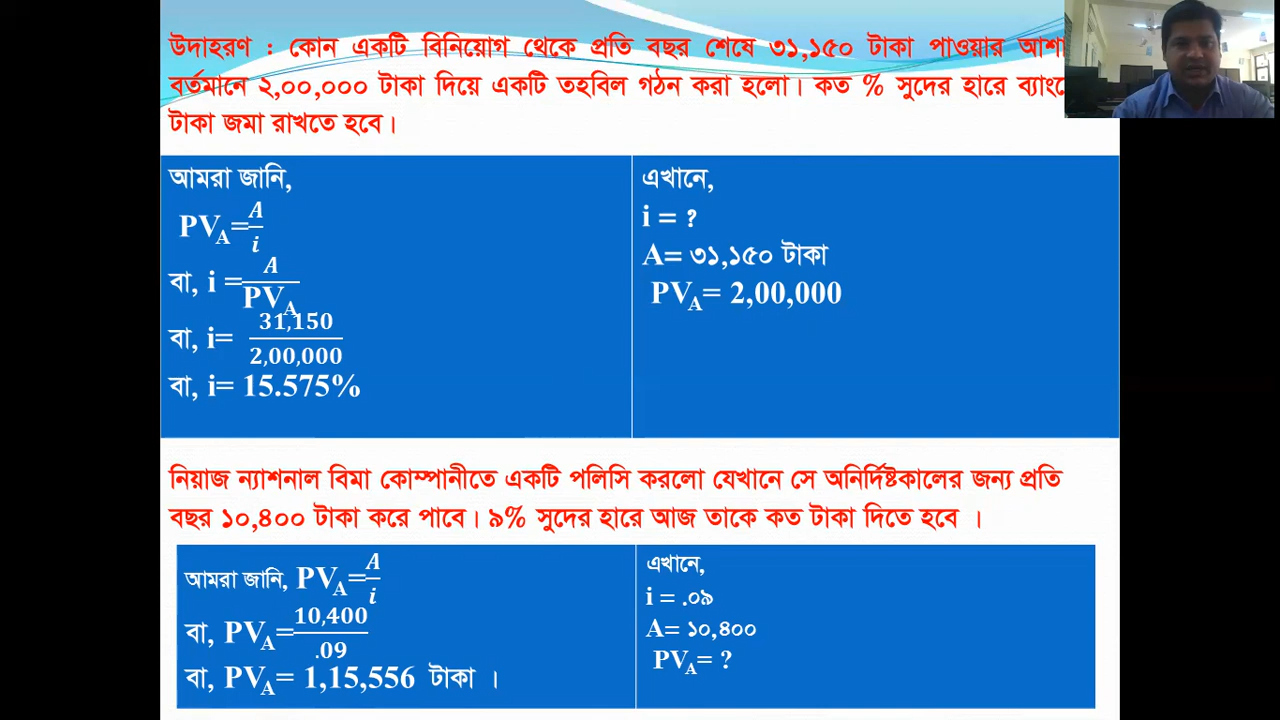 উদাহরণ : কোন একটি বিনিয়োগ থেকে প্রতি বছর শেষে ৩১,১৫০ টাকা পাওয়ার
বর্তমানে ২,০০,০০০ টাকা দিয়ে একটি তহবিল গঠন করা হলো। কত % সুদের হারে
টাকা জমা রাখতে হবে।
আমরা জানি,
PVA=A/i
বা, i =A/PVA
বা, i= 31,150/2,00,000
বা, i= 15.575%
এখানে,
i = ?
A= ৩১,১৫০ টাকা
PVA= 2,00,000
নিয়াজ ন্যাশনাল বিমা কোম্পানীতে একটি পলিসি করলো যেখানে সে অনির্দিষ্টকালের জন্য প্রতি
বছর ১০,৪০০ টাকা করে পাবে। ৯% সুদের হারে আজ তাকে কত টাকা দিতে হবে ।
আমরা জানি, PVA=A/i
বা, PVA=10,400/.09
বা, PVA= 1,15,556 টাকা ।
এখানে,
i = .০৯
A= ১০,৪০০
PVA= ?